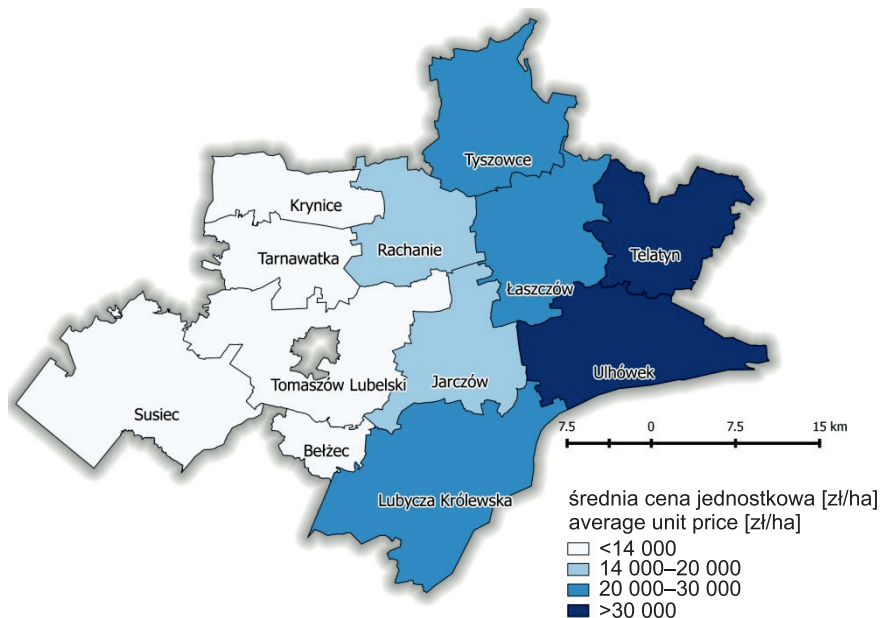 Tyszowce
Krynice
Rachanie
Tarnawatka
Telatyn
Łaszczów
Ulhówek
Tomaszów Lubelski
Jarczów
Susiec
Bełżec
Lubycza Królewska
7.5 0 7.5 15 km
średnia cena jednostkowa [zł/ha]
average unit price [zł/ha]
<14 000
14 000–20 000
20 000–30 000
>30 000